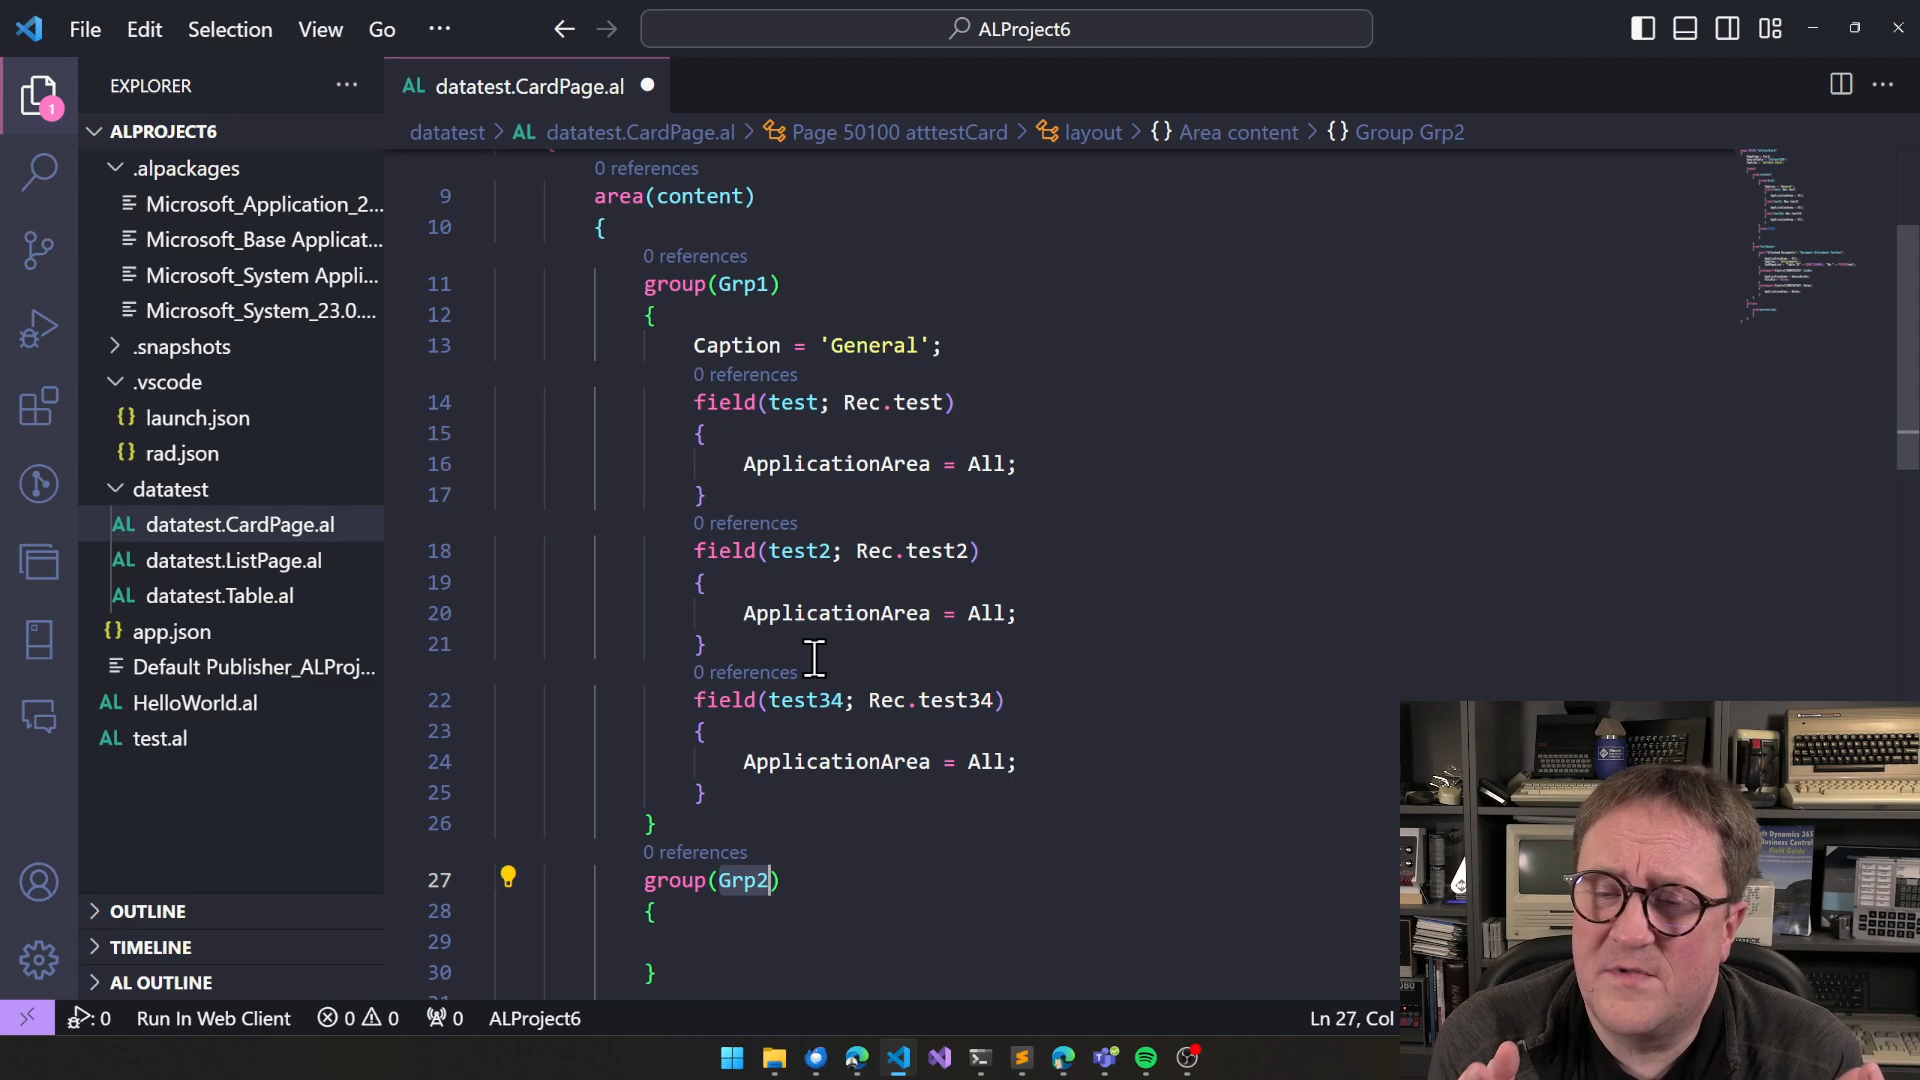 File Edit Selection View Go ··· ALProject6
EXPLORER
datatest.CardPage.al
ALPROJECT6
datatest > AL datatest.CardPage.al > Page 50100 atttestCard > layout > {} Area content > {} Group Grp2
.alpackages
Microsoft_Application_2...
Microsoft_Base Applicat...
Microsoft_System Appli...
Microsoft_System_23.0....
.snapshots
.vscode
launch.json
rad.json
datatest
AL datatest.CardPage.al
AL datatest.ListPage.al
AL datatest.Table.al
app.json
Default Publisher_ALProj...
AL HelloWorld.al
AL test.al
OUTLINE
TIMELINE
AL OUTLINE
0 references
9 area(content)
10 {
0 references
11 group(Grp1)
12 {
13 Caption = 'General';
0 references
14 field(test; Rec.test)
15 {
16 ApplicationArea = All;
17 }
0 references
18 field(test2; Rec.test2)
19 {
20 ApplicationArea = All;
21 }
0 references
22 field(test34; Rec.test34)
23 {
24 ApplicationArea = All;
25 }
26 }
0 references
27 group(Grp2)
28 {
29
30 }
: 0 Run In Web Client 0 0 0 ALProject6 Ln 27, Col